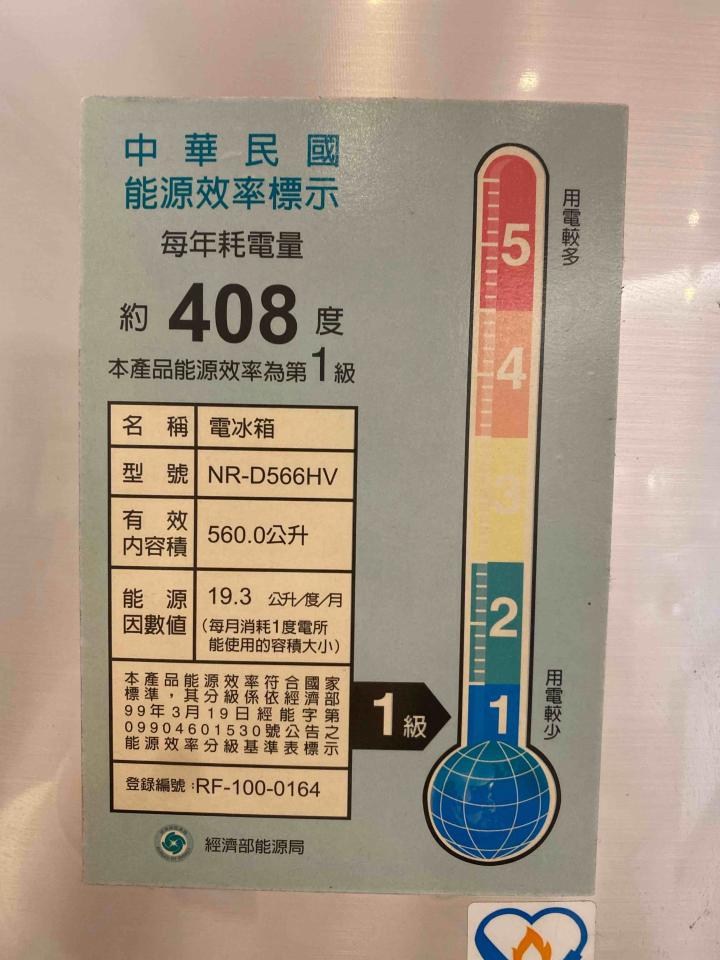 中華民國
能源效率標示
每年耗電量
約 408 度
本產品能源效率為第1級
名稱 電冰箱
型號 NR-D566HV
有效
內容積 560.0公升
能源
因數值 19.3 公升/度/月
(每月消耗1度電所
能使用的容積大小)
本產品能源效率符合國家
標準，其分級係依經濟部
99年3月19日經能字第
09904601530號公告之
能源效率分級基準表標示
登錄編號:RF-100-0164
經濟部能源局
用電較多
5
4
3
2
1
用電較少
1級